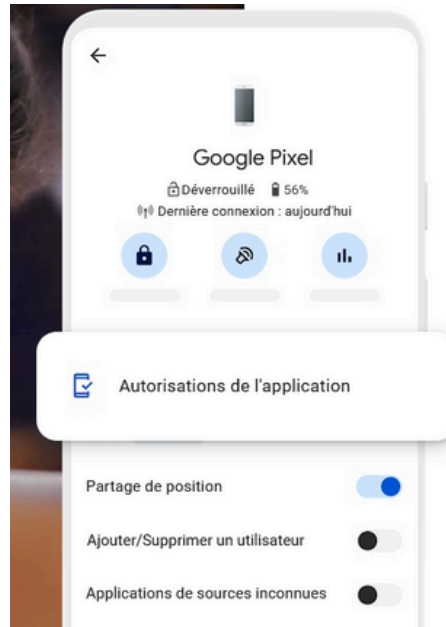 Google Pixel
Déverrouillé 56%
Dernière connexion : aujourd'hui
Autorisations de l'application
Partage de position
Ajouter/Supprimer un utilisateur
Applications de sources inconnues